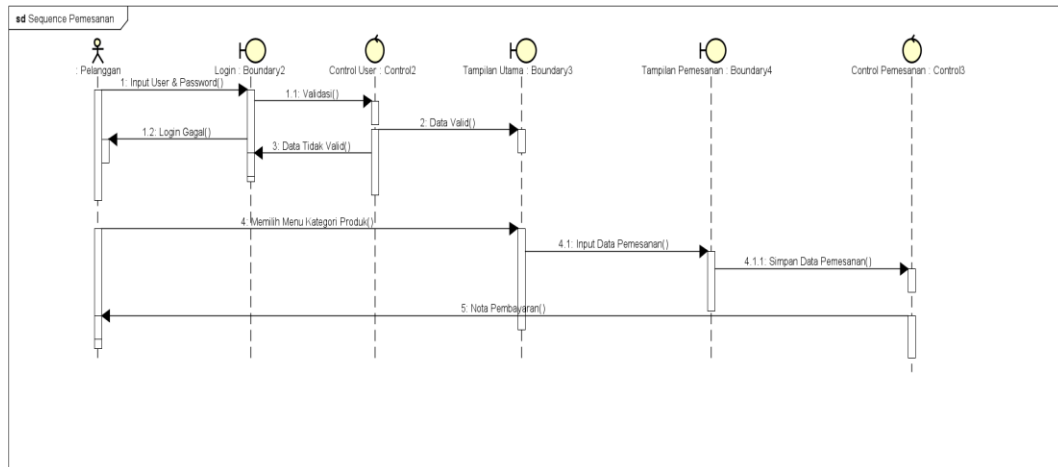 sd Sequence Pemesanan
: Pelanggan
Login : Boundary2
Control User : Control2
Tampilan Utama : Boundary3
Tampilan Pemesanan : Boundary4
Control Pemesanan : Control3
1: Input User & Password()
1.1: Validasi()
2: Data Valid()
1.2: Login Gagal()
3: Data Tidak Valid()
4: Memilih Menu Kategori Produk()
4.1: Input Data Pemesanan()
4.1.1: Simpan Data Pemesanan()
5: Nota Pembayaran()